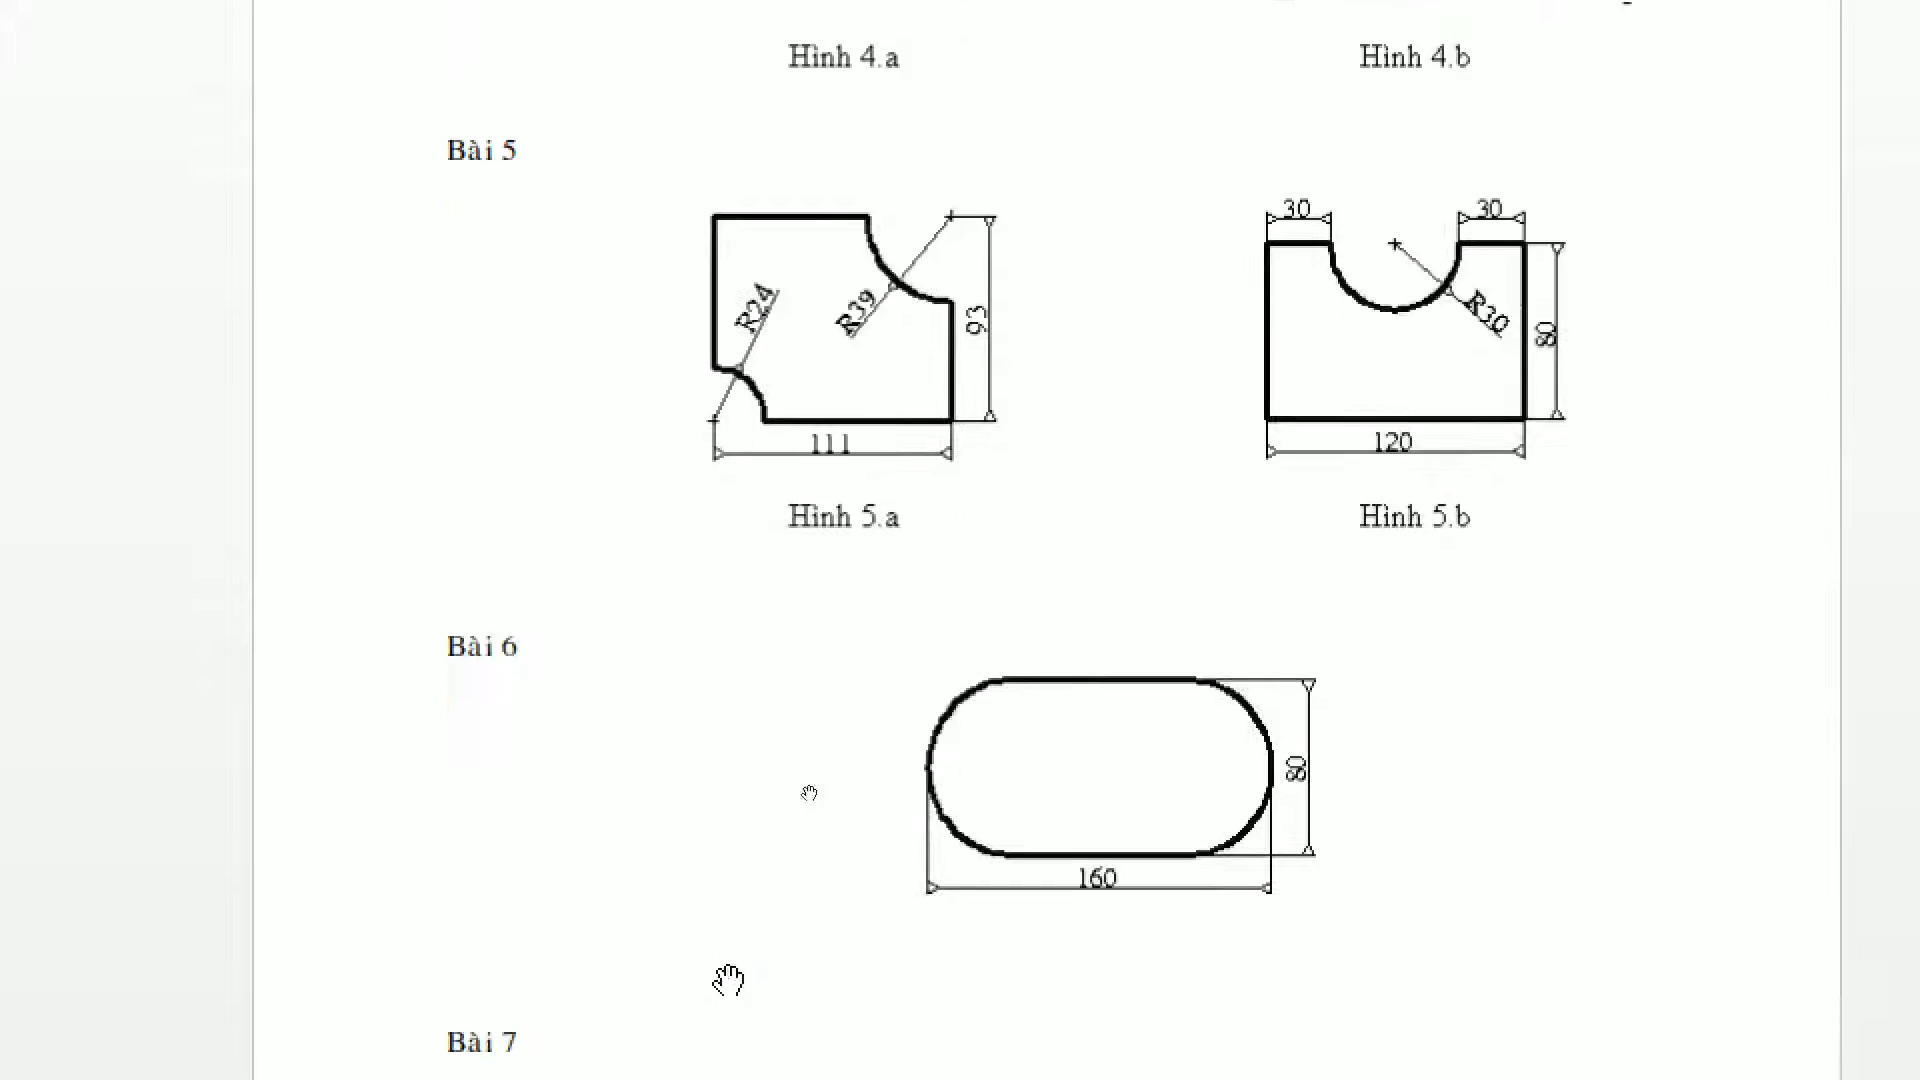 Hình 4.a
Hình 4.b
Bài 5
R24
R39
93
111
30
30
R30
80
120
Hình 5.a
Hình 5.b
Bài 6
80
160
Bài 7